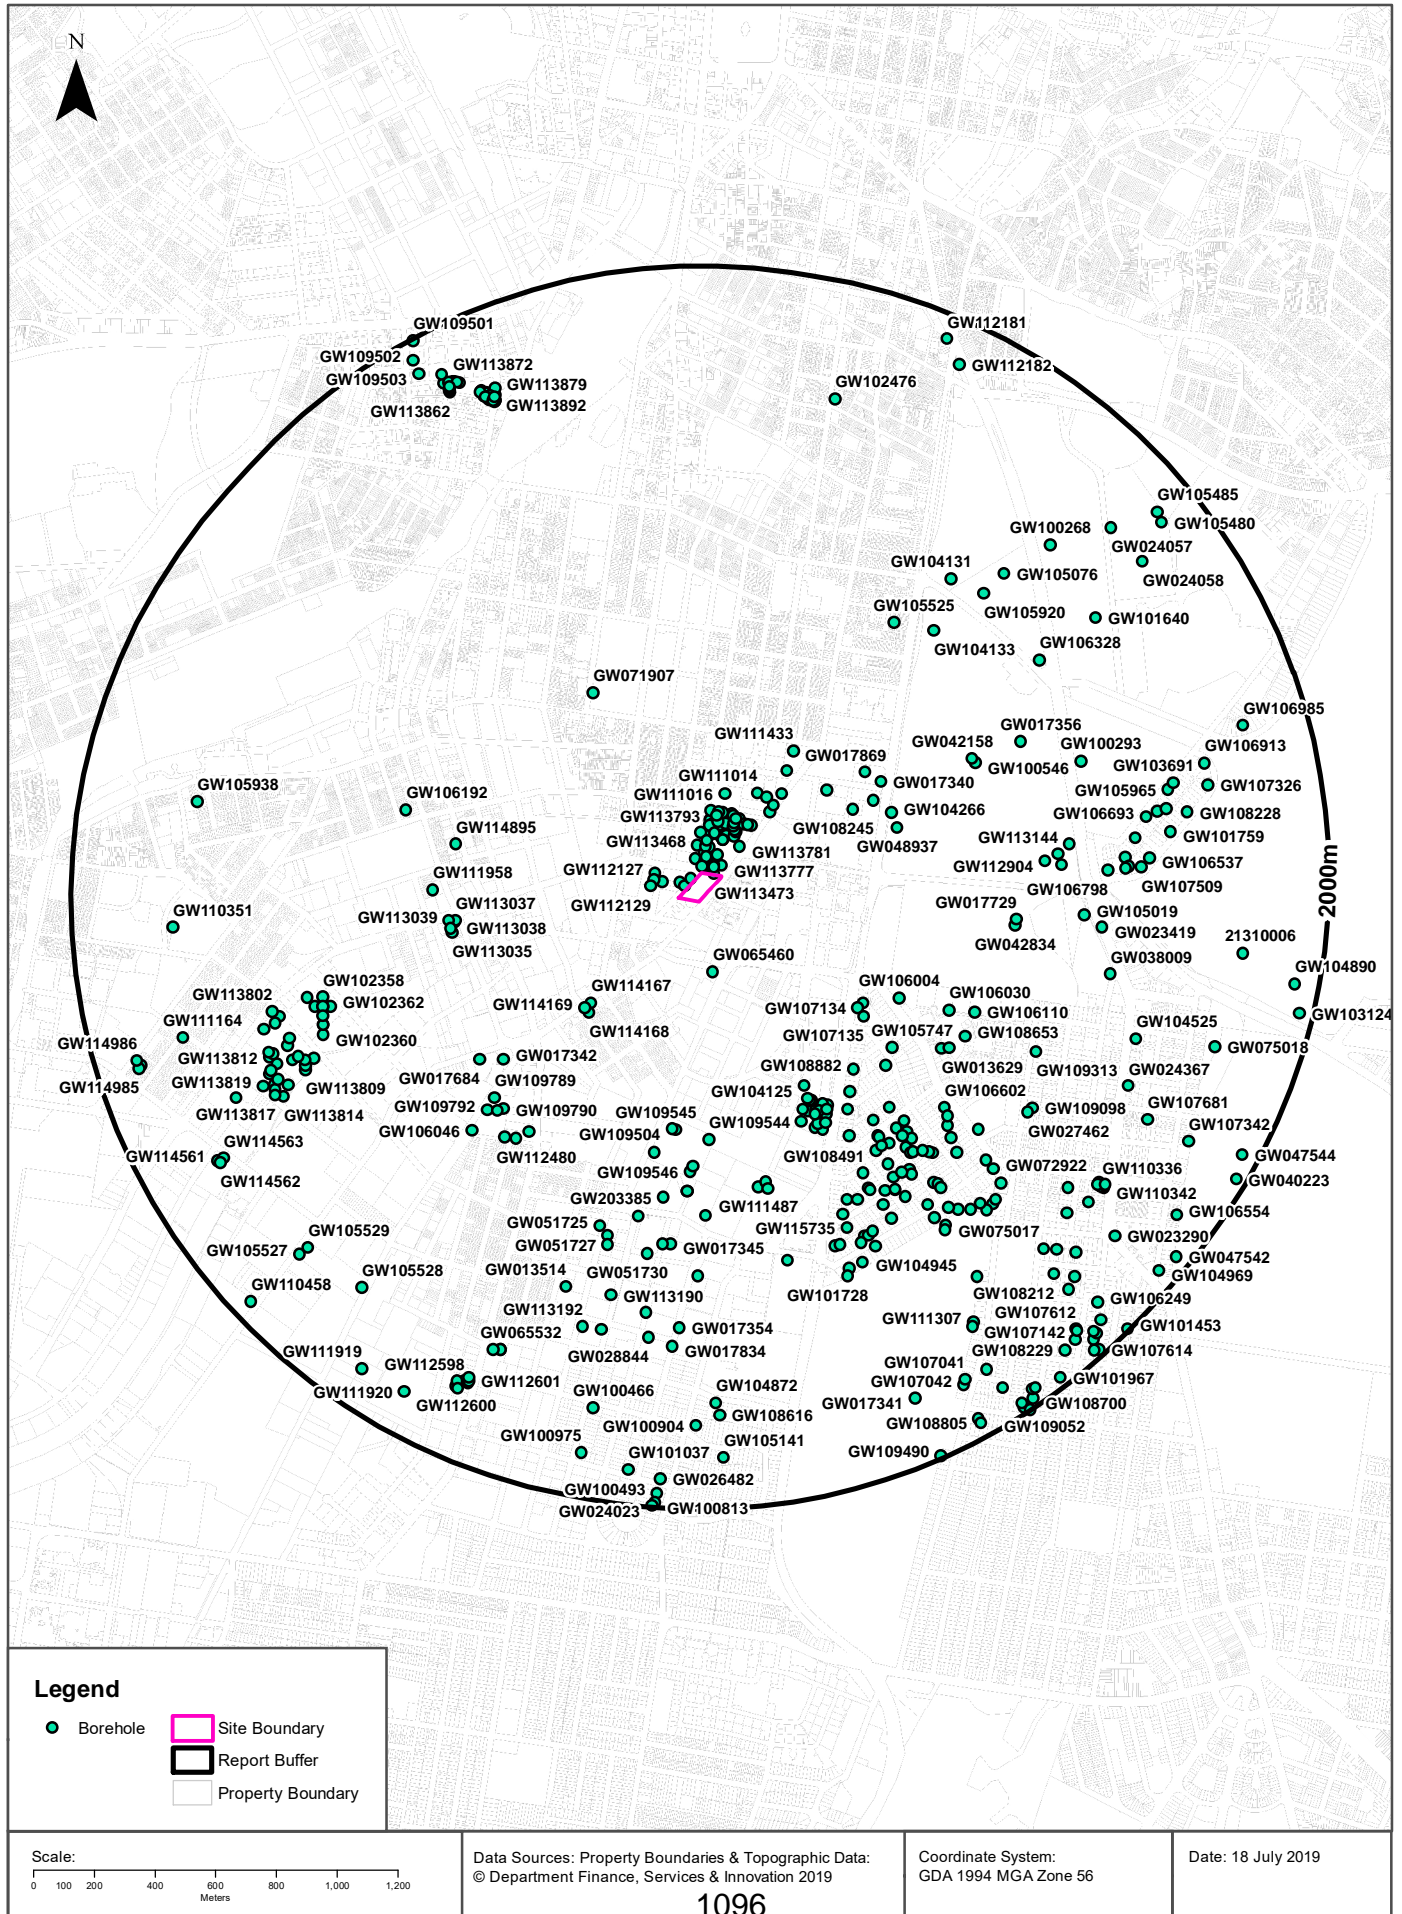 N
GW109501
GW112181
GW109502
GW113872
GW112182
GW109503
GW113879
GW102476
GW113862
GW113892
GW105485
GW105480
GW100268
GW024057
GW104131
GW105076
GW024058
GW105525
GW105920
GW101640
GW104133
GW106328
GW071907
GW106985
GW111433
GW017356
GW042158
GW100293
GW106913
GW017869
GW103691
GW111014
GW100546
GW105938
GW017340
GW105965
GW107326
GW106192
GW111016
GW104266
GW106693
GW108228
GW113793
GW108245
GW114895
GW113468
GW048937
GW113144
GW101759
GW113781
GW112904
GW106537
GW112127
GW113777
GW107509
GW111958
GW112129
GW113473
GW106798
2000m
GW110351
GW113037
GW017729
GW105019
GW113039
GW113038
GW042834
GW023419
GW113035
21310006
GW065460
GW038009
GW104890
GW102358
GW106004
GW114167
GW113802
GW102362
GW114169
GW107134
GW106030
GW106110
GW103124
GW111164
GW114168
GW107135
GW105747
GW108653
GW104525
GW114986
GW102360
GW075018
GW113812
GW017342
GW108882
GW013629
GW109313
GW024367
GW114985
GW113819
GW113809
GW017684
GW109789
GW104125
GW106602
GW113817
GW113814
GW109792
GW109790
GW109545
GW109098
GW107681
GW106046
GW109504
GW109544
GW027462
GW107342
GW114563
GW112480
GW108491
GW114561
GW109546
GW072922
GW110336
GW047544
GW114562
GW203385
GW110342
GW040223
GW111487
GW106554
GW051725
GW115735
GW075017
GW105529
GW023290
GW105527
GW051727
GW017345
GW047542
GW105528
GW013514
GW051730
GW104945
GW104969
GW110458
GW101728
GW108212
GW113192
GW113190
GW106249
GW107612
GW065532
GW017354
GW111307
GW107142
GW101453
GW111919
GW028844
GW017834
GW108229
GW107614
GW112598
GW107041
GW111920
GW112601
GW107042
GW101967
GW112600
GW100466
GW104872
GW017341
GW108700
GW100904
GW108616
GW108805
GW109052
GW100975
GW101037
GW105141
GW109490
GW026482
GW100493
GW024023
GW100813
Legend
Borehole
Site Boundary
Report Buffer
Property Boundary
Scale:
0 100 200 400 600 800 1,000 1,200
Meters
Data Sources: Property Boundaries & Topographic Data:
© Department Finance, Services & Innovation 2019
1096
Coordinate System:
GDA 1994 MGA Zone 56
Date: 18 July 2019